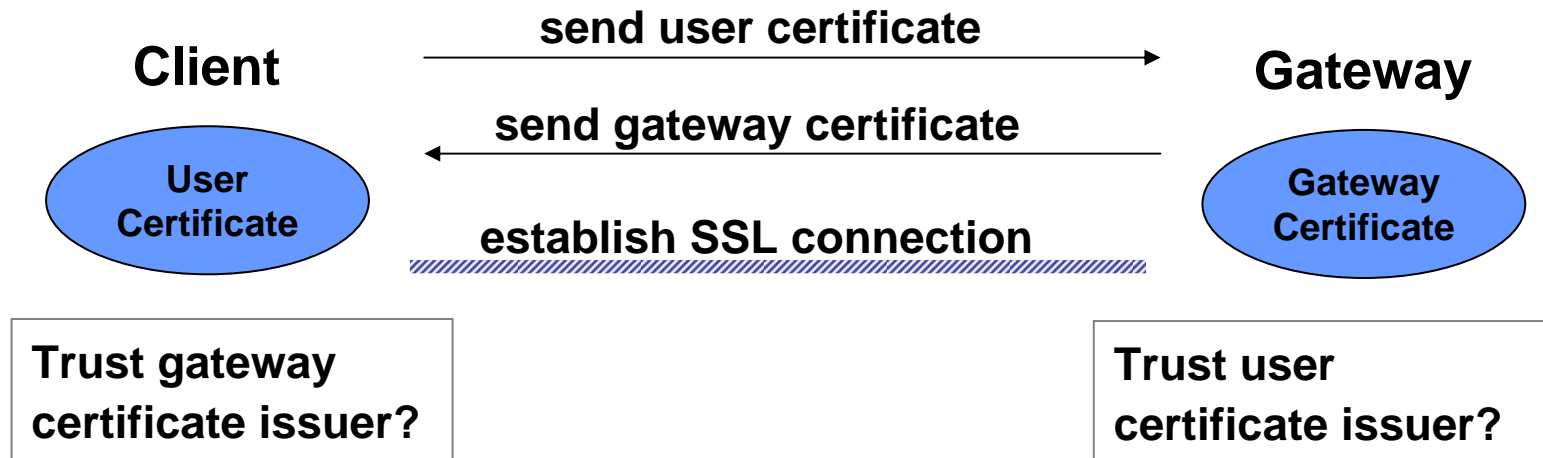 send user certificate
Client
Gateway
send gateway certificate
User
Certificate
Gateway
Certificate
establish SSL connection
Trust gateway
certificate issuer?
Trust user
certificate issuer?